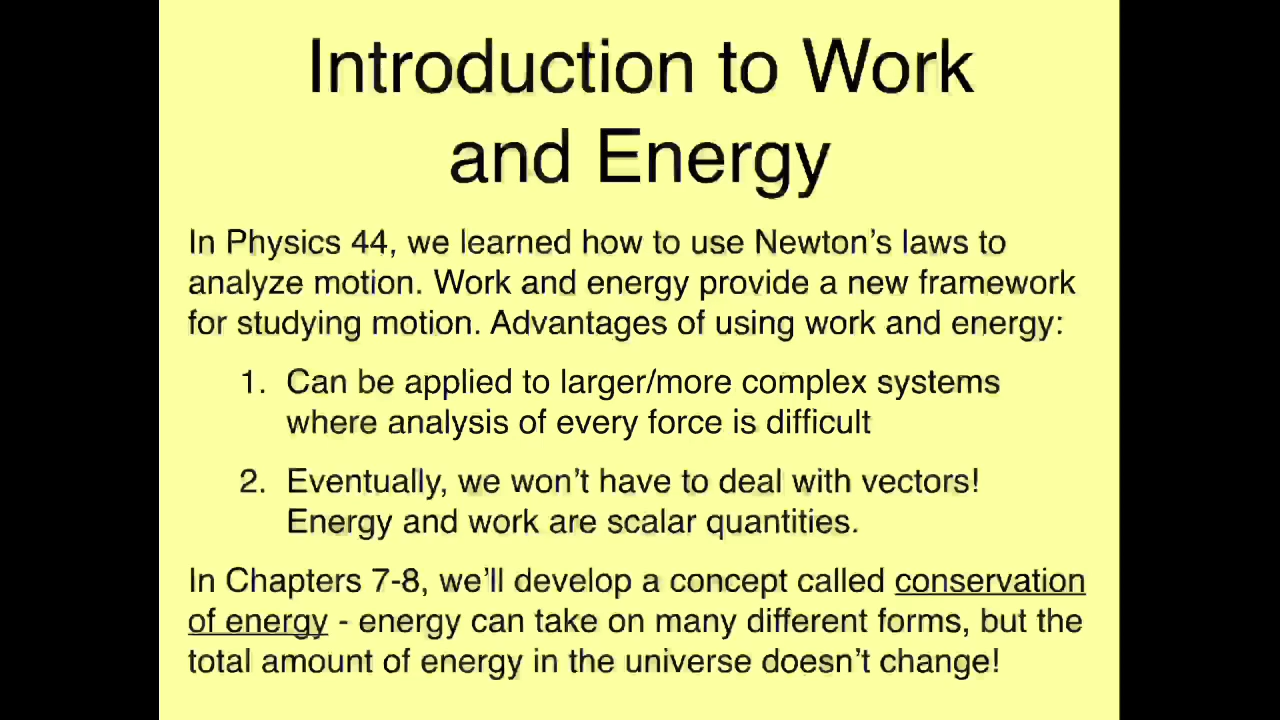 Introduction to Work
and Energy
In Physics 44, we learned how to use Newton’s laws to
analyze motion. Work and energy provide a new framework
for studying motion. Advantages of using work and energy:
1. Can be applied to larger/more complex systems
where analysis of every force is difficult
2. Eventually, we won’t have to deal with vectors!
Energy and work are scalar quantities.
In Chapters 7-8, we’ll develop a concept called conservation
of energy - energy can take on many different forms, but the
total amount of energy in the universe doesn’t change!